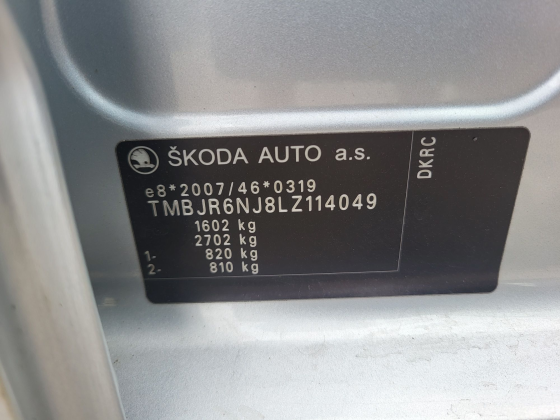 ŠKODA AUTO a.s.
DKRC
e8*2007/46*0319
TMBJR6NJ8LZ114049
1602 kg
2702 kg
1- 820 kg
2- 810 kg